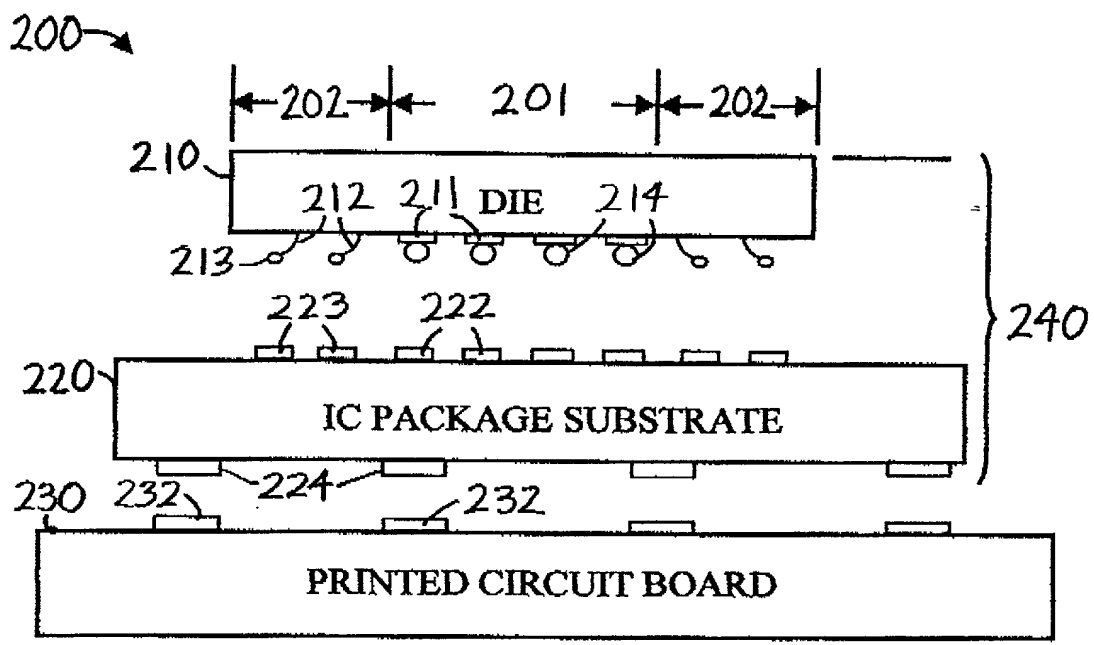 200
202 201 202
210
212 211 DIE 214
213
223 222
240
220
IC PACKAGE SUBSTRATE
224
230 232 232
PRINTED CIRCUIT BOARD